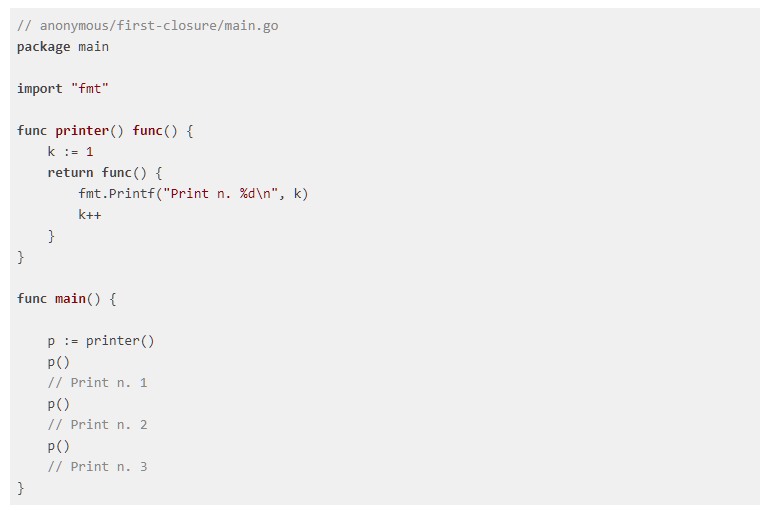 // anonymous/first-closure/main.go
package main
import "fmt"
func printer() func() {
    k := 1
    return func() {
        fmt.Printf("Print n. %d\n", k)
        k++
    }
}
func main() {
    p := printer()
    p()
    // Print n. 1
    p()
    // Print n. 2
    p()
    // Print n. 3
}